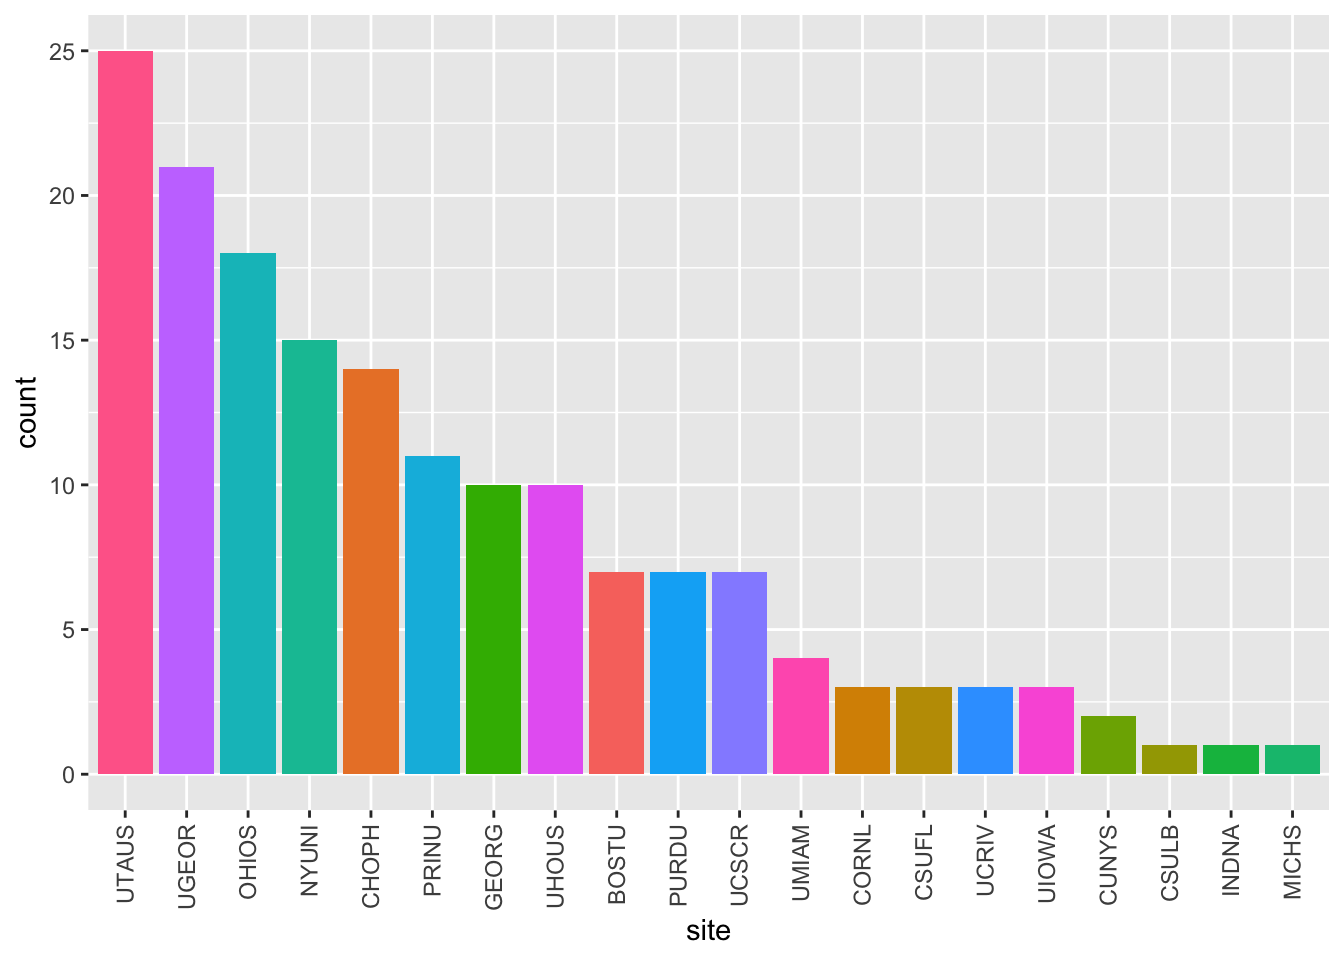 25
20
15
10
5
0
count
UTAUS
UGEOR
OHIOS
NYUNI
CHOPH
PRINU
GEORG
UHOUS
BOSTU
PURDU
UCSCR
UMIAM
CORNL
CSUFL
UCRIV
UIOWA
CUNYS
CSULB
INDNA
MICHS
site